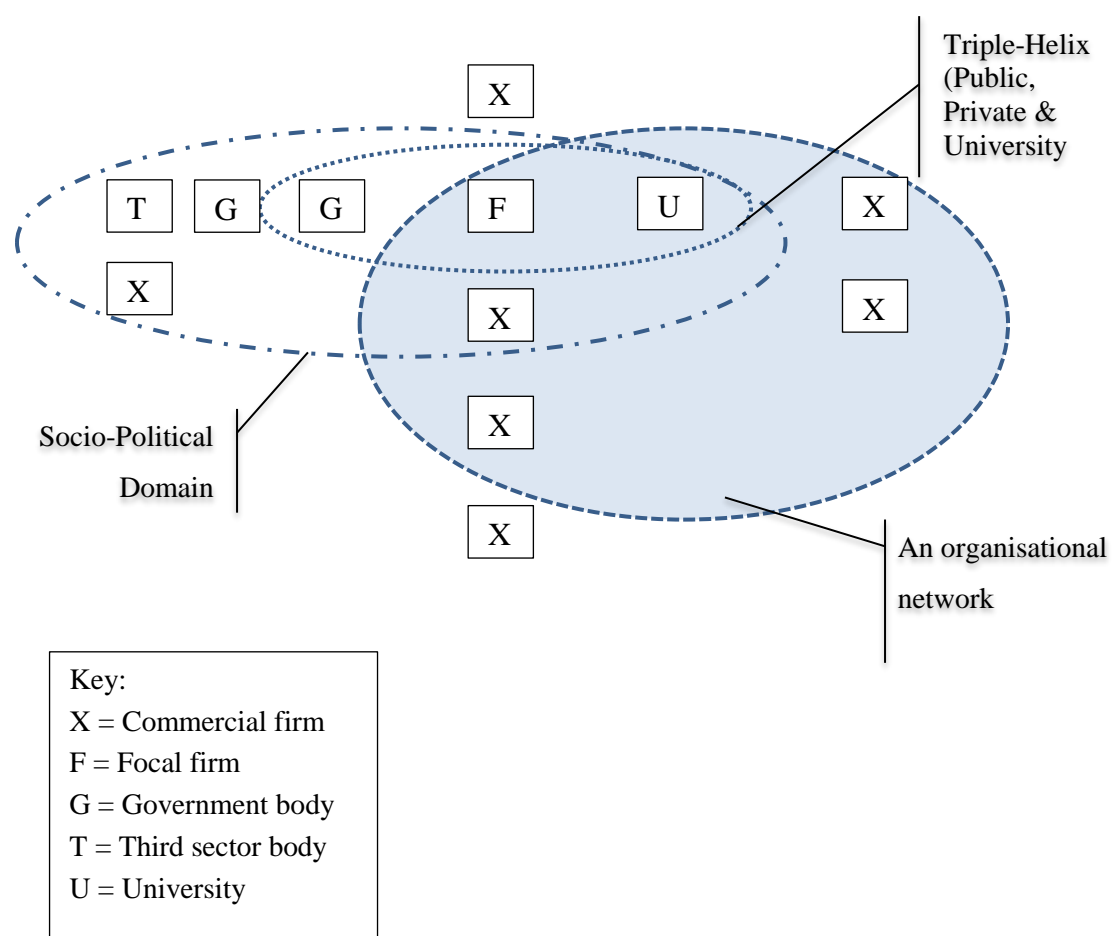 Triple-Helix
(Public,
Private &
University
X
T G G F U X
X X X
X
X
Socio-Political
Domain
An organisational
network
Key:
X = Commercial firm
F = Focal firm
G = Government body
T = Third sector body
U = University